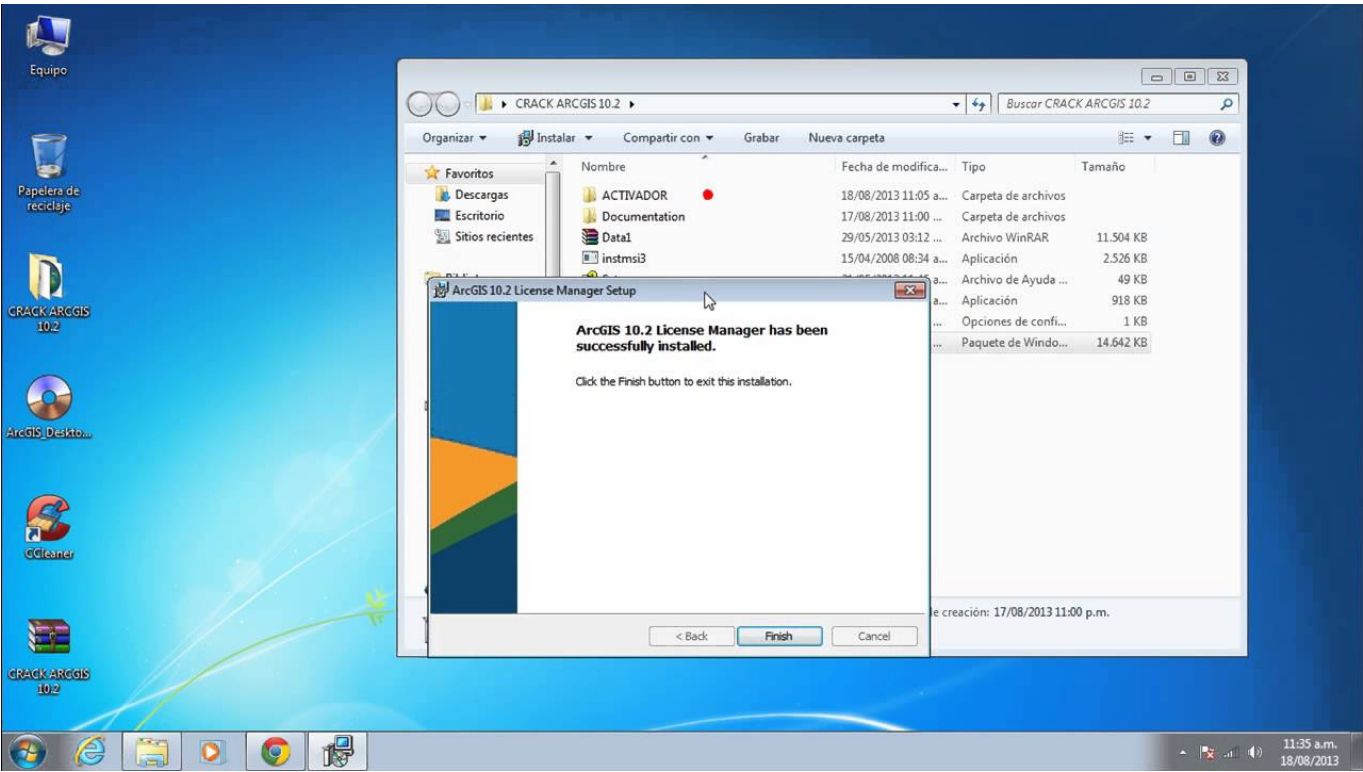 Equipo
Papelera de
reciclaje
CRACK ARCGIS
10.2
ArcGIS_Deskto...
CCleaner
CRACK ARCGIS
10.2
CRACK ARCGIS 10.2
Buscar CRACK ARCGIS 10.2
Organizar
Instalar
Compartir con
Grabar
Nueva carpeta
Favoritos
Descargas
Escritorio
Sitios recientes
Nombre Fecha de modifica... Tipo Tamaño
ACTIVADOR 18/08/2013 11:05 a... Carpeta de archivos
Documentation 17/08/2013 11:00 ... Carpeta de archivos
Data1 29/05/2013 03:12 ... Archivo WinRAR 11.504 KB
instmsi3 15/04/2008 08:34 a... Aplicación 2.526 KB
a... Archivo de Ayuda ... 49 KB
a... Aplicación 918 KB
... Opciones de confi... 1 KB
... Paquete de Windo... 14.642 KB
ArcGIS 10.2 License Manager Setup
ArcGIS 10.2 License Manager has been
successfully installed.
Click the Finish button to exit this installation.
< Back
Finish
Cancel
de creación: 17/08/2013 11:00 p.m.
11:35 a.m.
18/08/2013